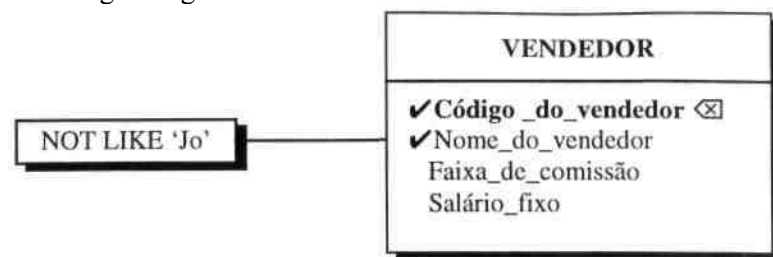 VENDEDOR
✔Código _do_vendedor ⌫
NOT LIKE ‘Jo’
✔Nome_do_vendedor
Faixa_de_comissão
Salário_fixo